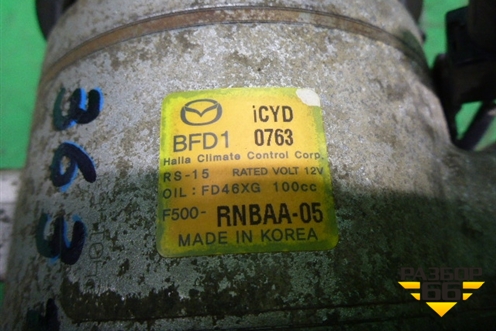 iCYD
BFD1 0763
Halla Climate Control Corp.
RS-15 RATED VOLT 12V
OIL: FD46XG 100cc
F500- RNBAA-05
MADE IN KOREA
РАЗБОР
66